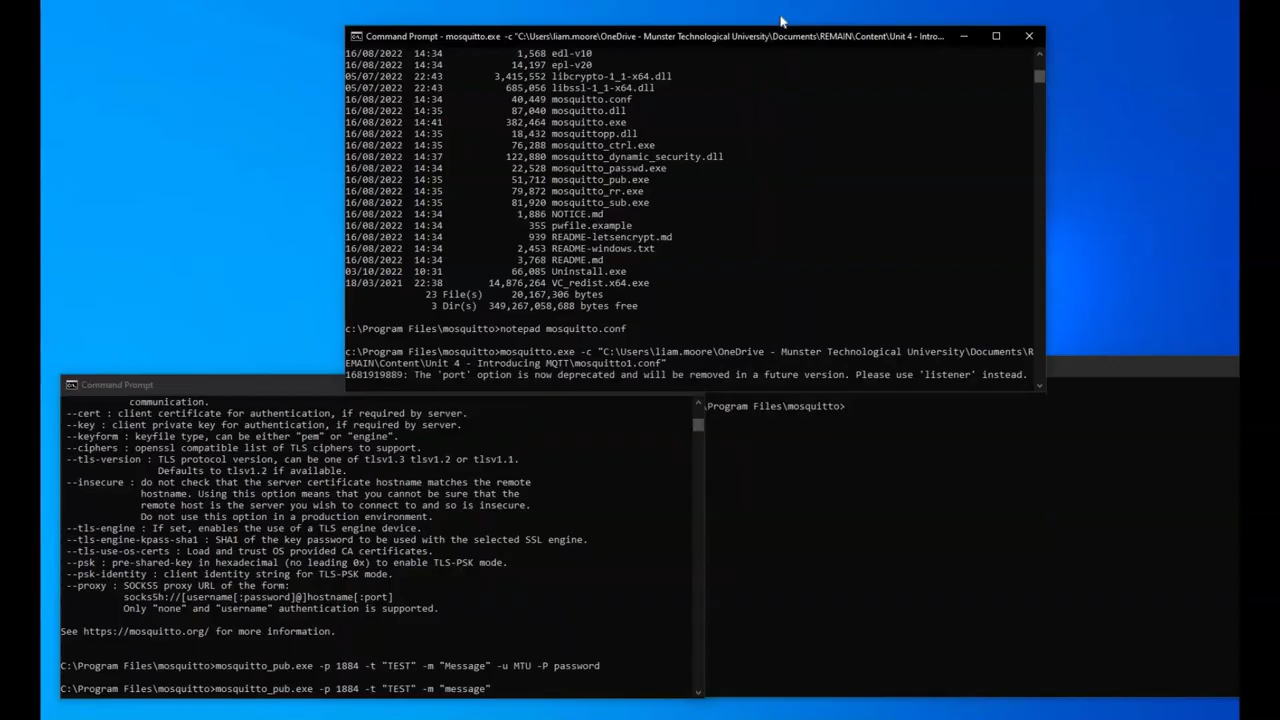 Command Prompt - mosquitto.exe -c "C:\Users\liam.moore\OneDrive - Munster Technological University\Documents\REMAIN\Content\Unit 4 - Intro...
16/08/2022  14:34             1,568 edl-v10
16/08/2022  14:34            14,197 epl-v20
05/07/2022  22:43         3,415,552 libcrypto-1_1-x64.dll
05/07/2022  22:43           685,056 libssl-1_1-x64.dll
16/08/2022  14:34            40,449 mosquitto.conf
16/08/2022  14:35            87,040 mosquitto.dll
16/08/2022  14:41           382,464 mosquitto.exe
16/08/2022  14:35            18,432 mosquittopp.dll
16/08/2022  14:35            76,288 mosquitto_ctrl.exe
16/08/2022  14:37           122,880 mosquitto_dynamic_security.dll
16/08/2022  14:34            22,528 mosquitto_passwd.exe
16/08/2022  14:35            51,712 mosquitto_pub.exe
16/08/2022  14:35            79,872 mosquitto_rr.exe
16/08/2022  14:35            81,920 mosquitto_sub.exe
16/08/2022  14:34             1,886 NOTICE.md
16/08/2022  14:34               355 pwfile.example
16/08/2022  14:34               939 README-letsencrypt.md
16/08/2022  14:34             2,453 README-windows.txt
16/08/2022  14:34             3,768 README.md
03/10/2022  10:31            66,085 Uninstall.exe
18/03/2021  22:38        14,876,264 VC_redist.x64.exe
23 File(s)     20,167,306 bytes
3 Dir(s)  349,267,058,688 bytes free
c:\Program Files\mosquitto>notepad mosquitto.conf
c:\Program Files\mosquitto>mosquitto.exe -c "C:\Users\liam.moore\OneDrive - Munster Technological University\Documents\R
EMAIN\Content\Unit 4 - Introducing MQTT\mosquitto1.conf"
1681919889: The 'port' option is now deprecated and will be removed in a future version. Please use 'listener' instead.
Command Prompt
communication.
--cert : client certificate for authentication, if required by server.
--key : client private key for authentication, if required by server.
--keyform : keyfile type, can be either "pem" or "engine".
--ciphers : openssl compatible list of TLS ciphers to support.
--tls-version : TLS protocol version, can be one of tlsv1.3 tlsv1.2 or tlsv1.1.
Defaults to tlsv1.2 if available.
--insecure : do not check that the server certificate hostname matches the remote
hostname. Using this option means that you cannot be sure that the
remote host is the server you wish to connect to and so is insecure.
Do not use this option in a production environment.
--tls-engine : If set, enables the use of a TLS engine device.
--tls-engine-kpass-sha1 : SHA1 of the key password to be used with the selected SSL engine.
--tls-use-os-certs : Load and trust OS provided CA certificates.
--psk : pre-shared-key in hexadecimal (no leading 0x) to enable TLS-PSK mode.
--psk-identity : client identity string for TLS-PSK mode.
--proxy : SOCKS5 proxy URL of the form:
socks5h://[username[:password]@]hostname[:port]
Only "none" and "username" authentication is supported.
See https://mosquitto.org/ for more information.
C:\Program Files\mosquitto>mosquitto_pub.exe -p 1884 -t "TEST" -m "Message" -u MTU -P password
C:\Program Files\mosquitto>mosquitto_pub.exe -p 1884 -t "TEST" -m "message"
\Program Files\mosquitto>